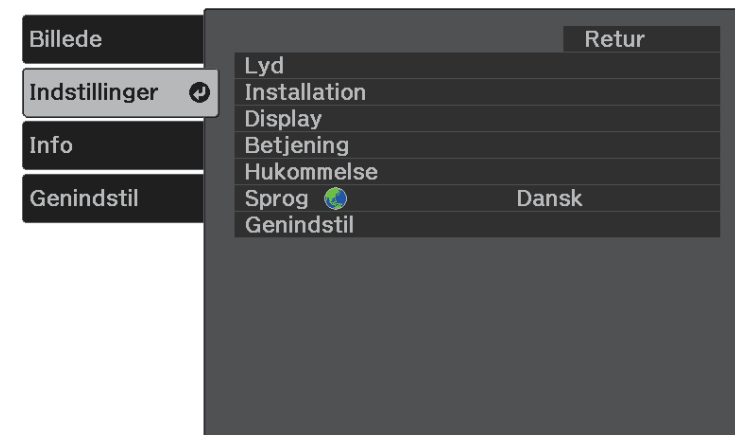 Billede
Indstillinger
Info
Genindstil
Retur
Lyd
Installation
Display
Betjening
Hukommelse
Sprog Dansk
Genindstil